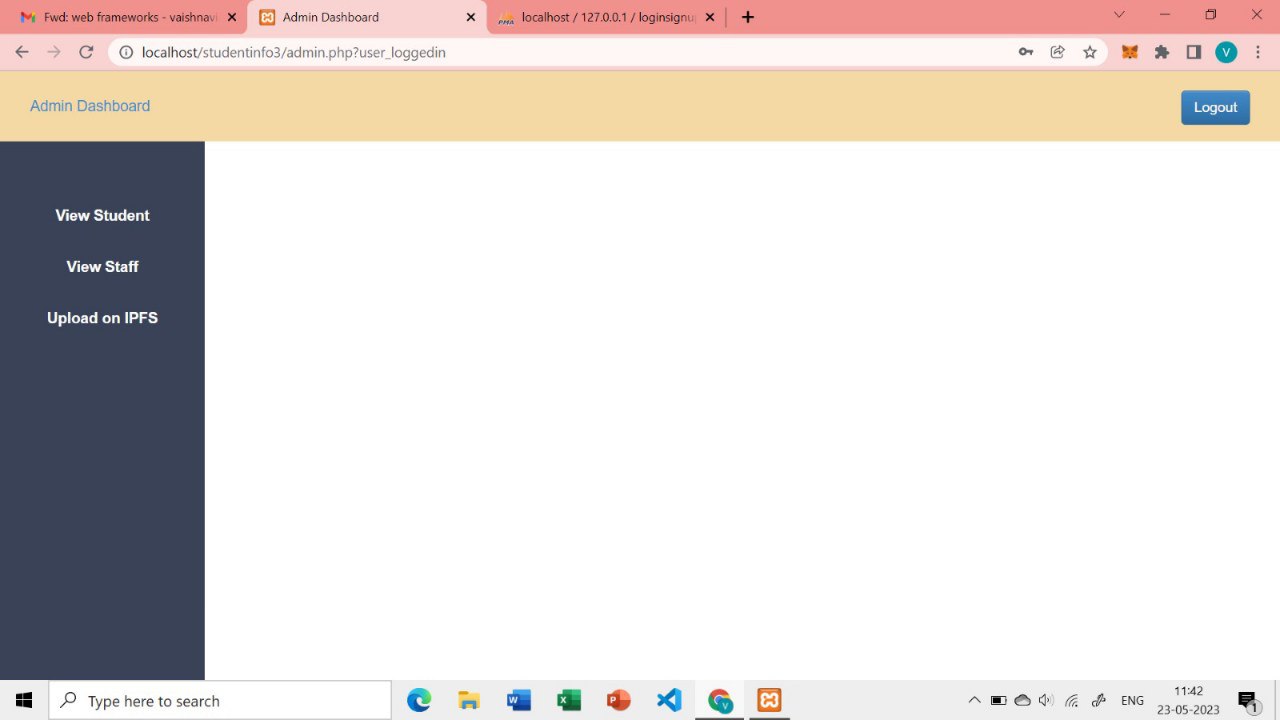 Fwd: web frameworks - vaishnavi
Admin Dashboard
localhost / 127.0.0.1 / loginsignup
localhost/studentinfo3/admin.php?user_loggedin
V
Admin Dashboard
Logout
View Student
View Staff
Upload on IPFS
Type here to search
ENG
11:42
23-05-2023
1